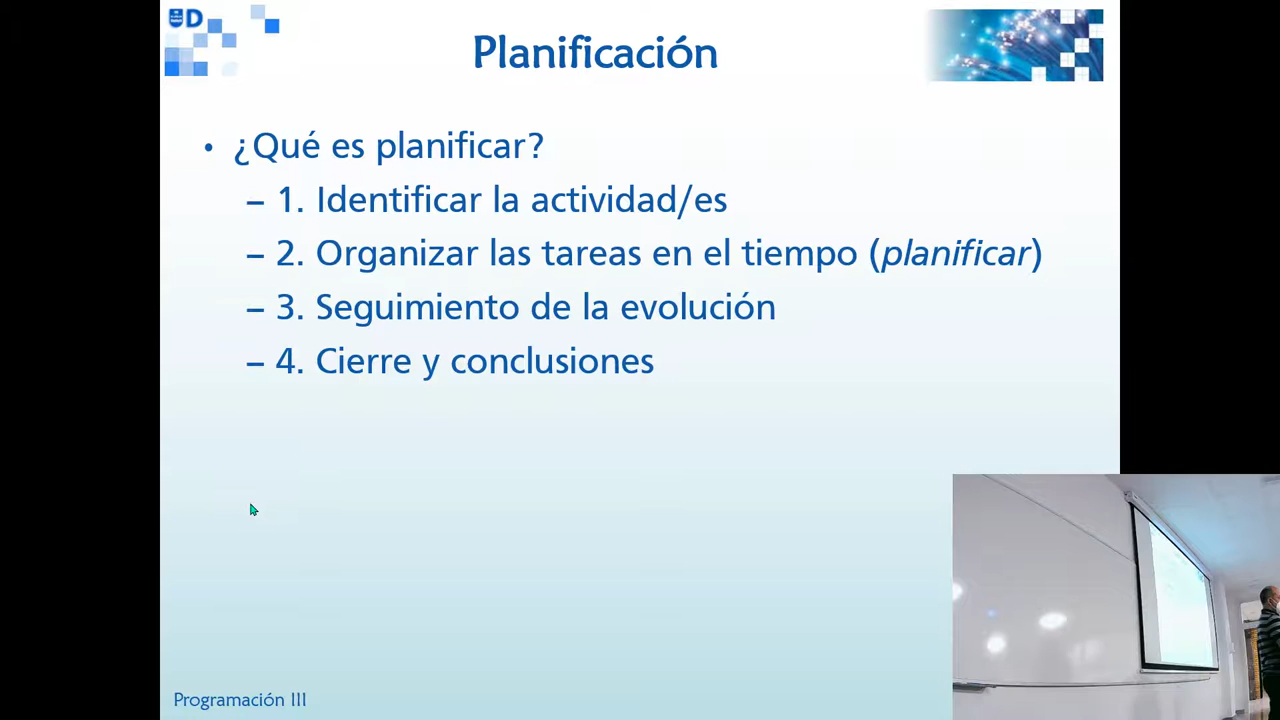 D
Planificación
• ¿Qué es planificar?
– 1. Identificar la actividad/es
– 2. Organizar las tareas en el tiempo (planificar)
– 3. Seguimiento de la evolución
– 4. Cierre y conclusiones
Programación III